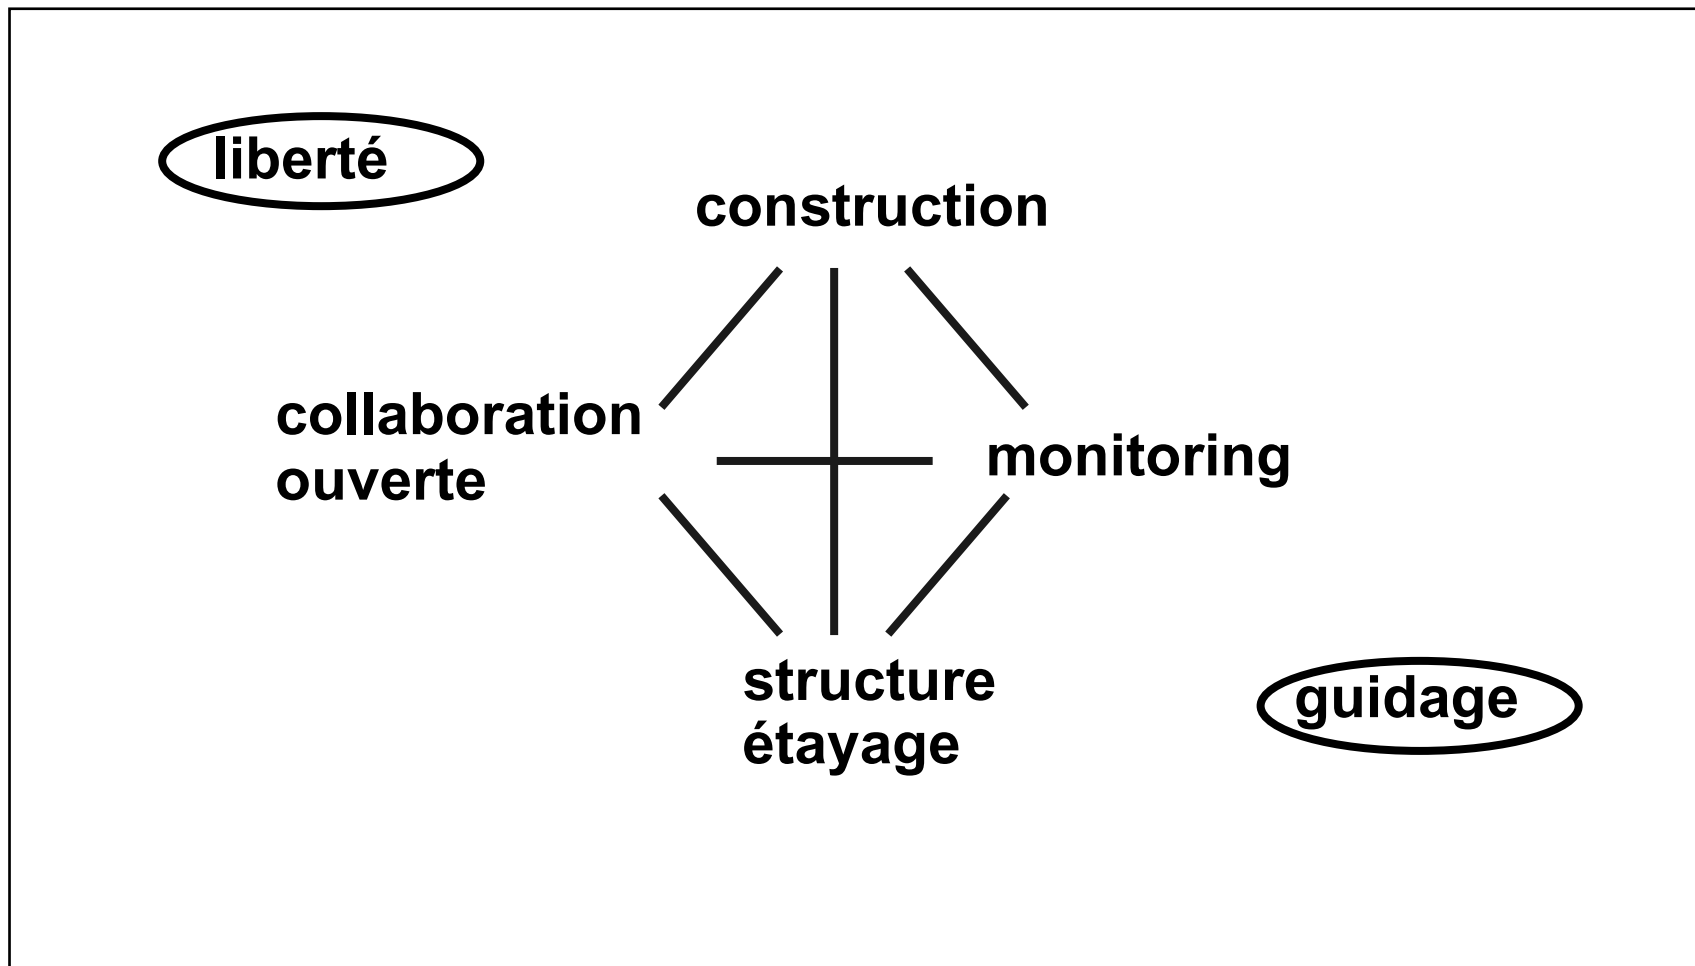 liberté
construction
collaboration
ouverte
monitoring
structure
étayage
guidage